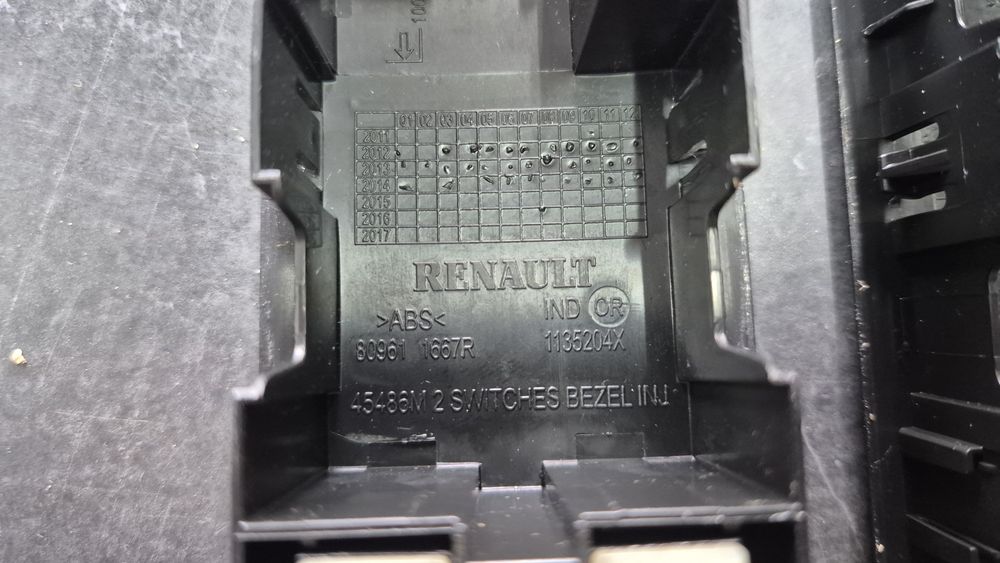 01 02 03 04 05 06 07 08 09 10 11 12
2011
2012
2013
2014
2015
2016
2017
RENAULT
>ABS<
IND CR
80961 1667R
1135204X
45486M 2 SWITCHES BEZEL INJ